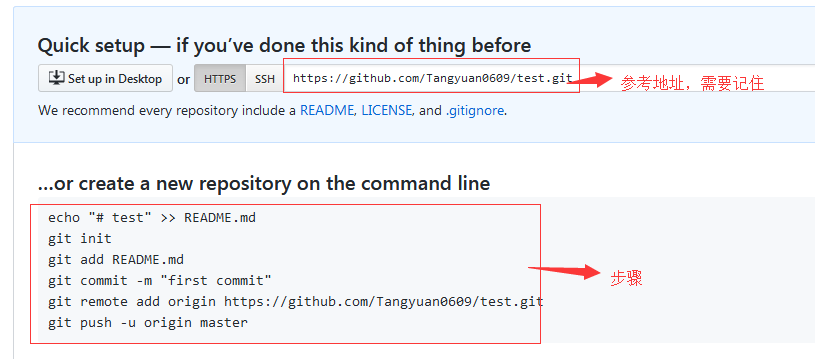 Quick setup — if you’ve done this kind of thing before
Set up in Desktop or HTTPS SSH https://github.com/Tangyuan0609/test.git 参考地址，需要记住
We recommend every repository include a README, LICENSE, and .gitignore.
…or create a new repository on the command line
echo "# test" >> README.md
git init
git add README.md
git commit -m "first commit" 步骤
git remote add origin https://github.com/Tangyuan0609/test.git
git push -u origin master